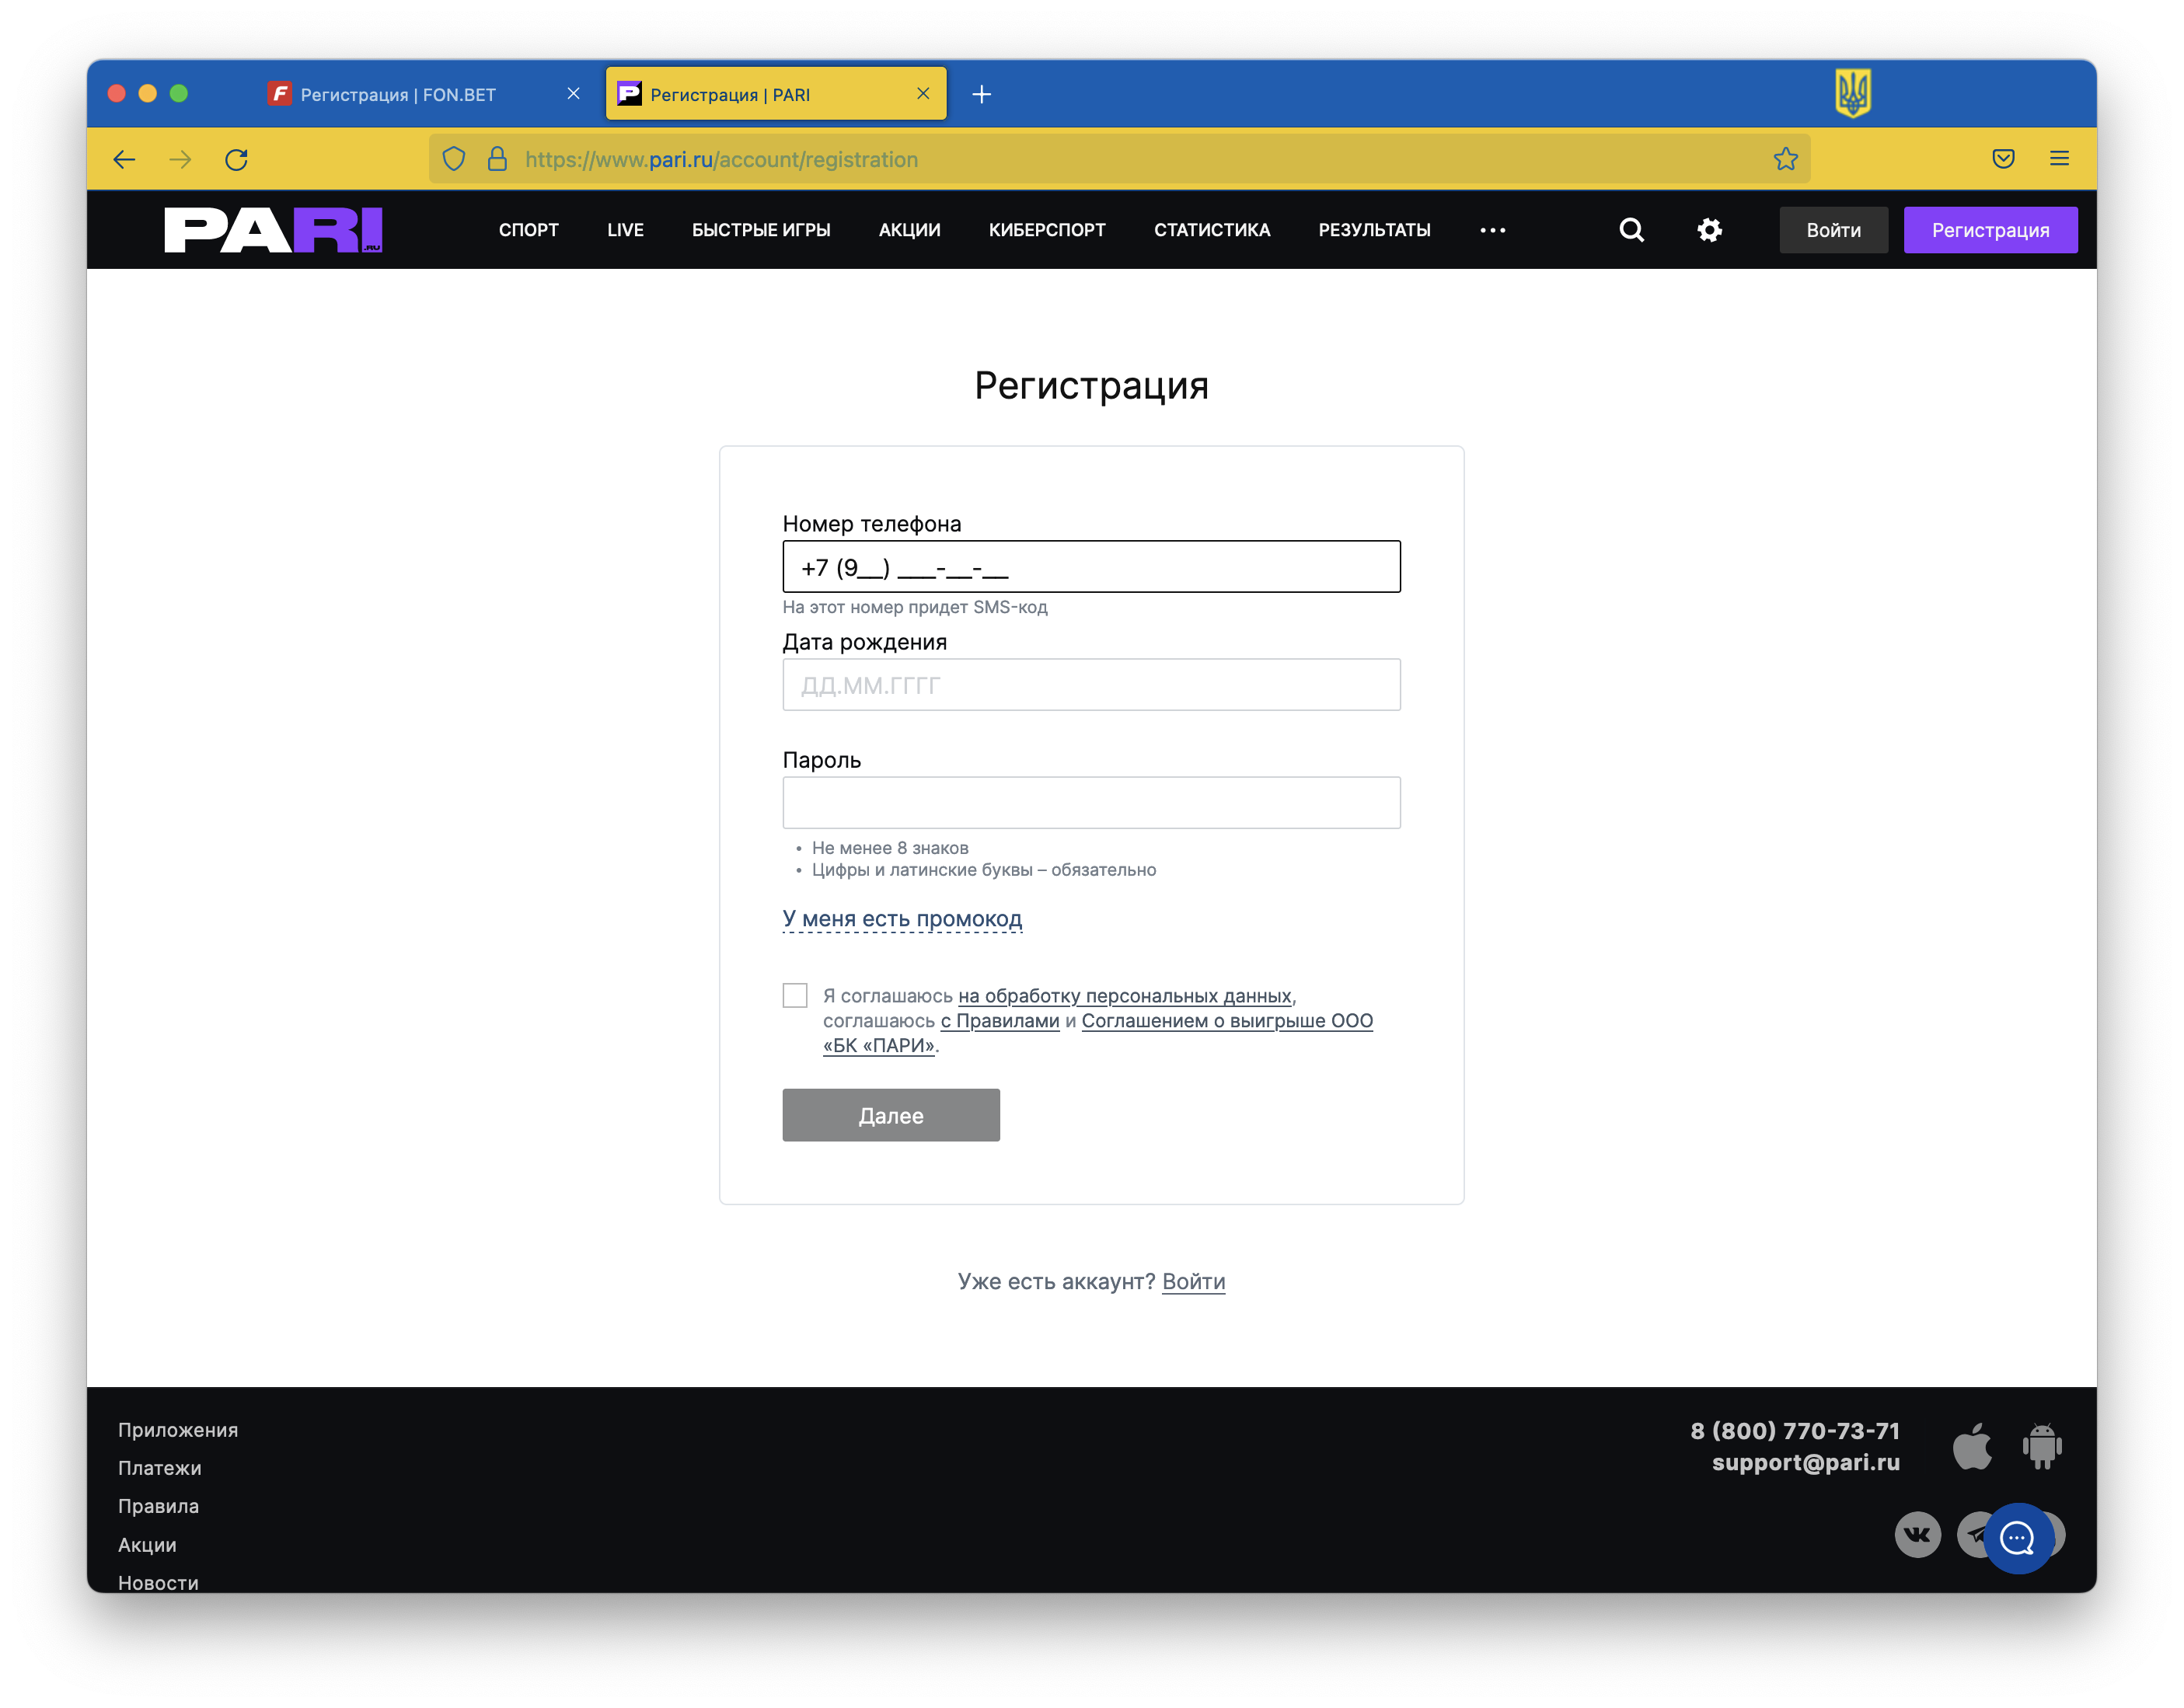 Регистрация | FON.BET
Регистрация | PARI
https://www.pari.ru/account/registration
PARI.RU
СПОРТ
LIVE
БЫСТРЫЕ ИГРЫ
АКЦИИ
КИБЕРСПОРТ
СТАТИСТИКА
РЕЗУЛЬТАТЫ
Войти
Регистрация
Регистрация
Номер телефона
+7 (9__) ___-__-__
На этот номер придет SMS-код
Дата рождения
ДД.ММ.ГГГГ
Пароль
• Не менее 8 знаков
• Цифры и латинские буквы – обязательно
У меня есть промокод
Я соглашаюсь на обработку персональных данных,
соглашаюсь с Правилами и Соглашением о выигрыше ООО
«БК «ПАРИ».
Далее
Уже есть аккаунт? Войти
Приложения
Платежи
Правила
Акции
Новости
8 (800) 770-73-71
support@pari.ru